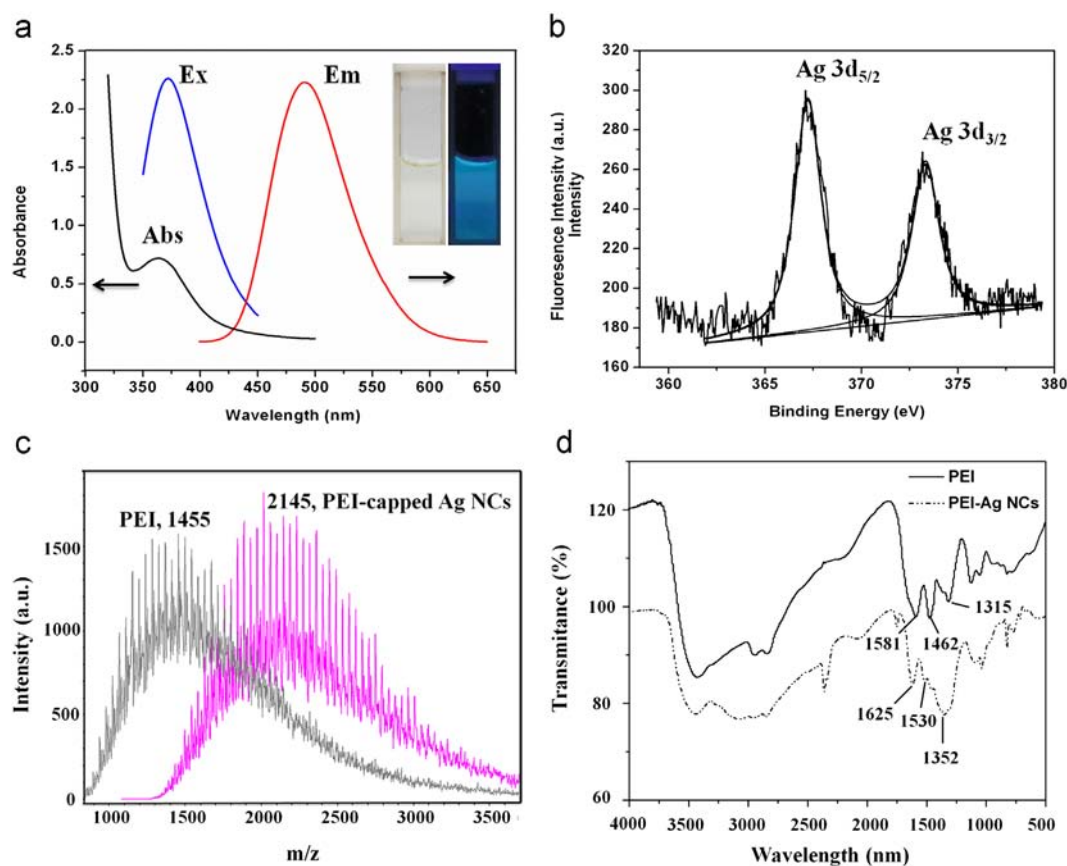 a
2.5
2.0
1.5
1.0
0.5
0.0
Absorbance
Ex
Em
Abs
300 350 400 450 500 550 600 650
Wavelength (nm)
b
320
300
280
260
240
220
200
180
160
Fluoresence Intensity (a.u.)
Intensity
Ag 3d5/2
Ag 3d3/2
360 365 370 375 380
Binding Energy (eV)
c
1500
1000
500
0
Intensity (a.u.)
PEI, 1455
2145, PEI-capped Ag NCs
1000 1500 2000 2500 3000 3500
m/z
d
120
100
80
60
Transmitance (%)
PEI
PEI-Ag NCs
1315
1581
1462
1625
1530
1352
4000 3500 3000 2500 2000 1500 1000 500
Wavelength (nm)